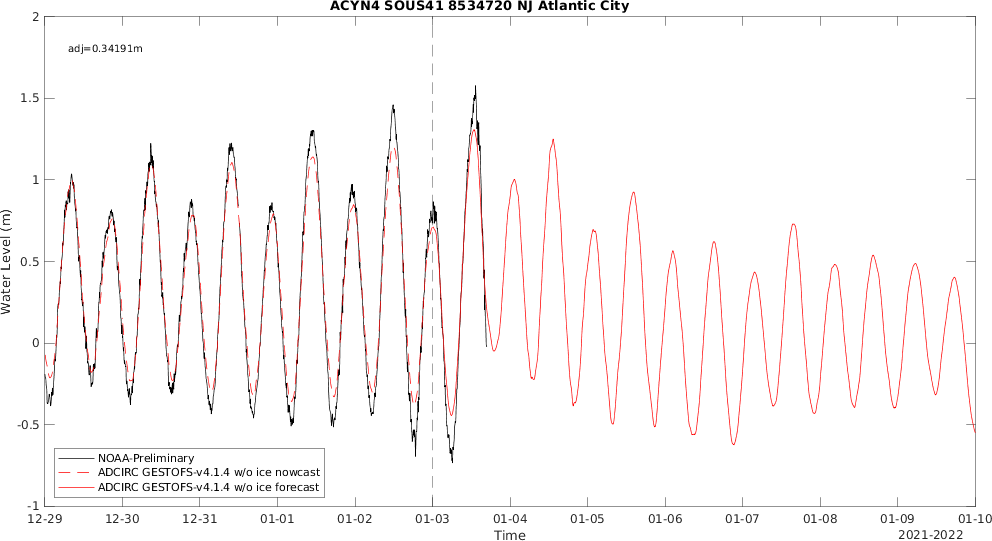 ACYN4 SOUS41 8534720 NJ Atlantic City
adj=0.34191m
Water Level (m)
2
1.5
1
0.5
0
-0.5
-1
NOAA-Preliminary
ADCIRC GESTOFS-v4.1.4 w/o ice nowcast
ADCIRC GESTOFS-v4.1.4 w/o ice forecast
12-29 12-30 12-31 01-01 01-02 01-03 01-04 01-05 01-06 01-07 01-08 01-09 01-10
Time
2021-2022